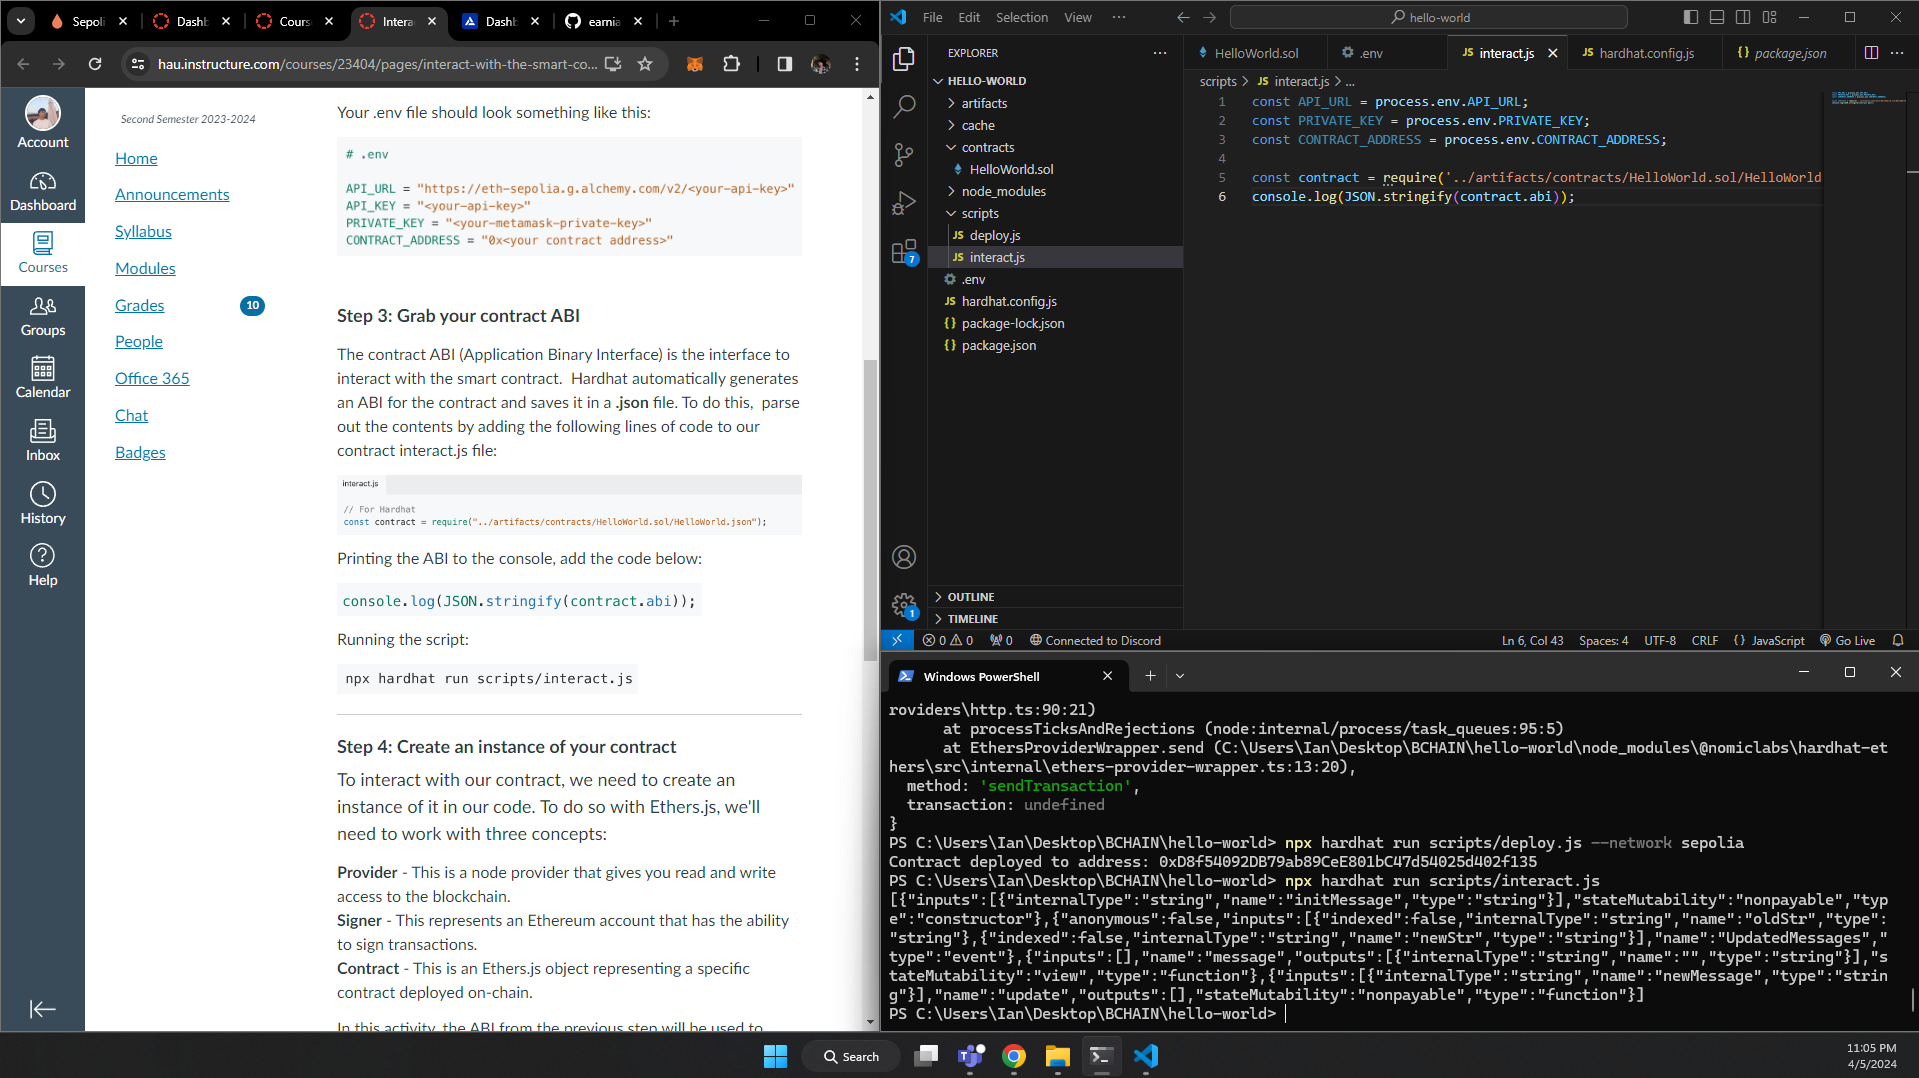 Sepoli
Dashb
Cours
Intera
Dashb
earnia
hau.instructure.com/courses/23404/pages/interact-with-the-smart-co...
Account
Dashboard
Courses
Groups
Calendar
Inbox
History
Help
Second Semester 2023-2024
Home
Announcements
Syllabus
Modules
Grades
10
People
Office 365
Chat
Badges
Your .env file should look something like this:
# .env
API_URL = "https://eth-sepolia.g.alchemy.com/v2/<your-api-key>"
API_KEY = "<your-api-key>"
PRIVATE_KEY = "<your-metamask-private-key>"
CONTRACT_ADDRESS = "0x<your contract address>"
Step 3: Grab your contract ABI
The contract ABI (Application Binary Interface) is the interface to
interact with the smart contract.  Hardhat automatically generates
an ABI for the contract and saves it in a .json file. To do this,  parse
out the contents by adding the following lines of code to our
contract interact.js file:
interact.js
// For Hardhat
const contract = require("../artifacts/contracts/HelloWorld.sol/HelloWorld.json");
Printing the ABI to the console, add the code below:
console.log(JSON.stringify(contract.abi));
Running the script:
npx hardhat run scripts/interact.js
Step 4: Create an instance of your contract
To interact with our contract, we need to create an
instance of it in our code. To do so with Ethers.js, we'll
need to work with three concepts:
Provider - This is a node provider that gives you read and write
access to the blockchain.
Signer - This represents an Ethereum account that has the ability
to sign transactions.
Contract - This is an Ethers.js object representing a specific
contract deployed on-chain.
In this activity, the ABI from the previous step will be used to
File Edit Selection View ...
hello-world
EXPLORER
HELLO-WORLD
artifacts
cache
contracts
HelloWorld.sol
node_modules
scripts
JS deploy.js
JS interact.js
.env
JS hardhat.config.js
{} package-lock.json
{} package.json
OUTLINE
TIMELINE
7
1
HelloWorld.sol
.env
JS interact.js
JS hardhat.config.js
{} package.json
scripts > JS interact.js > ...
1 const API_URL = process.env.API_URL;
2 const PRIVATE_KEY = process.env.PRIVATE_KEY;
3 const CONTRACT_ADDRESS = process.env.CONTRACT_ADDRESS;
4
5 const contract = require('../artifacts/contracts/HelloWorld.sol/HelloWorld
6 console.log(JSON.stringify(contract.abi));
0 0 0 Connected to Discord Ln 6, Col 43 Spaces: 4 UTF-8 CRLF {} JavaScript Go Live
Windows PowerShell
roviders\http.ts:90:21)
at processTicksAndRejections (node:internal/process/task_queues:95:5)
at EthersProviderWrapper.send (C:\Users\Ian\Desktop\BCHAIN\hello-world\node_modules\@nomiclabs\hardhat-et
hers\src\internal\ethers-provider-wrapper.ts:13:20),
method: 'sendTransaction',
transaction: undefined
}
PS C:\Users\Ian\Desktop\BCHAIN\hello-world> npx hardhat run scripts/deploy.js --network sepolia
Contract deployed to address: 0xD8f54092DB79ab89CeE801bC47d54025d402f135
PS C:\Users\Ian\Desktop\BCHAIN\hello-world> npx hardhat run scripts/interact.js
[{"inputs":[{"internalType":"string","name":"initMessage","type":"string"}],"stateMutability":"nonpayable","typ
e":"constructor"},{"anonymous":false,"inputs":[{"indexed":false,"internalType":"string","name":"oldStr","type":
"string"},{"indexed":false,"internalType":"string","name":"newStr","type":"string"}],"name":"UpdatedMessages","
type":"event"},{"inputs":[],"name":"message","outputs":[{"internalType":"string","name":"","type":"string"}],"s
tateMutability":"view","type":"function"},{"inputs":[{"internalType":"string","name":"newMessage","type":"strin
g"}],"name":"update","outputs":[],"stateMutability":"nonpayable","type":"function"}]
PS C:\Users\Ian\Desktop\BCHAIN\hello-world>
Search
11:05 PM
4/5/2024